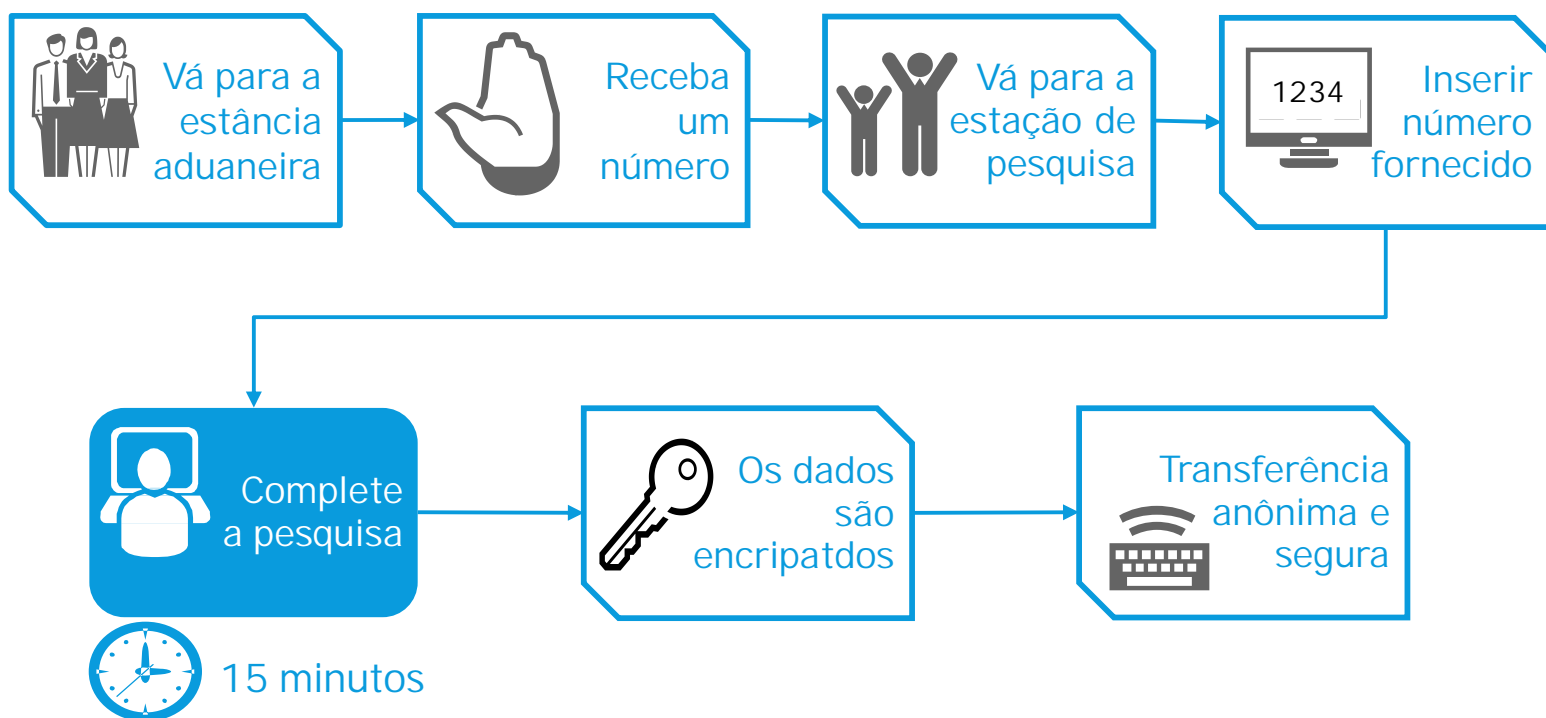 Vá para a
estância
aduaneira
Receba
um
número
Vá para a
estação de
pesquisa
1234
Inserir
número
fornecido
Complete
a pesquisa
15 minutos
Os dados
são
encripatdos
Transferência
anônima e
segura